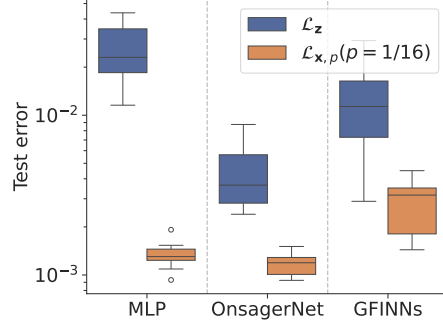 Test error
10⁻²
10⁻³
ℒ_𝐳
ℒ_𝐱,p(p = 1/16)
MLP
OnsagerNet
GFINNs